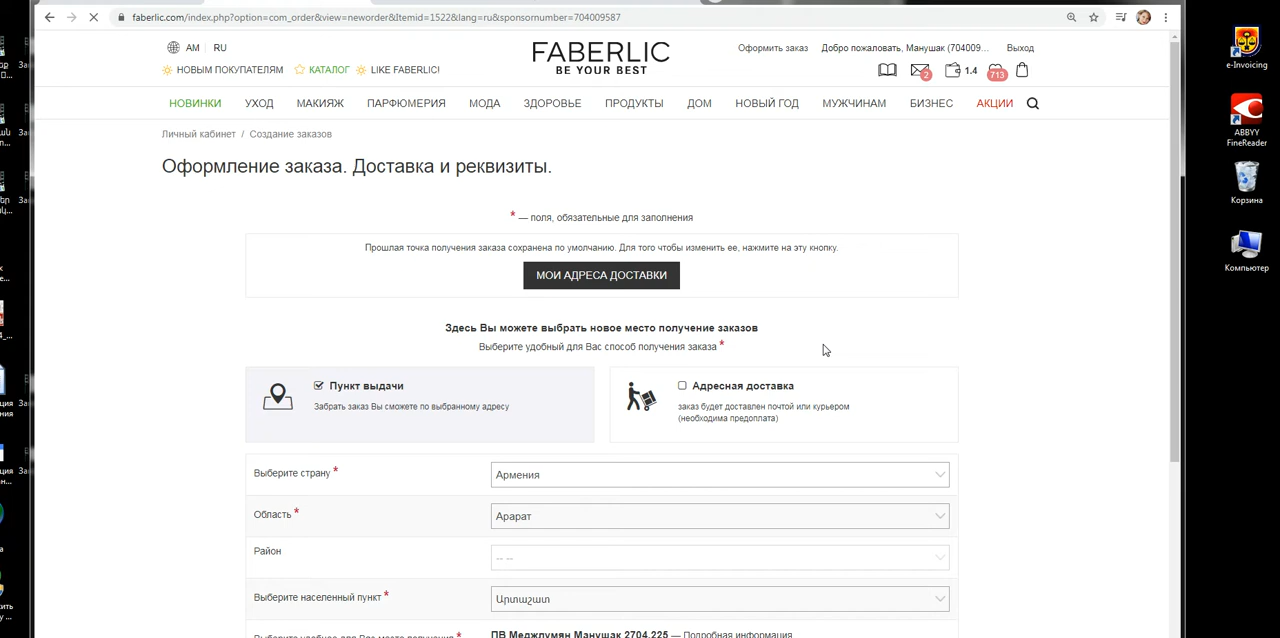 faberlic.com/index.php?option=com_order&view=neworder&Itemid=1522&lang=ru&sponsornumber=704009587
AM RU
Оформить заказ Добро пожаловать, Манушак (704009... Выход
НОВЫМ ПОКУПАТЕЛЯМ КАТАЛОГ LIKE FABERLIC!
FABERLIC
BE YOUR BEST
2 1.4 713
НОВИНКИ УХОД МАКИЯЖ ПАРФЮМЕРИЯ МОДА ЗДОРОВЬЕ ПРОДУКТЫ ДОМ НОВЫЙ ГОД МУЖЧИНАМ БИЗНЕС АКЦИИ
Личный кабинет / Создание заказов
Оформление заказа. Доставка и реквизиты.
* — поля, обязательные для заполнения
Прошлая точка получения заказа сохранена по умолчанию. Для того чтобы изменить ее, нажмите на эту кнопку.
МОИ АДРЕСА ДОСТАВКИ
Здесь Вы можете выбрать новое место получение заказов
Выберите удобный для Вас способ получения заказа *
Пункт выдачи
Забрать заказ Вы сможете по выбранному адресу
Адресная доставка
заказ будет доставлен почтой или курьером
(необходима предоплата)
Выберите страну * Армения
Область * Арарат
Район -- --
Выберите населенный пункт * Արտաշատ
Выберите удобное для Вас место получения * ПВ Меджлумян Манушак 2704.225 — Подробная информация
e-Invoicing
ABBYY
FineReader
Корзина
Компьютер